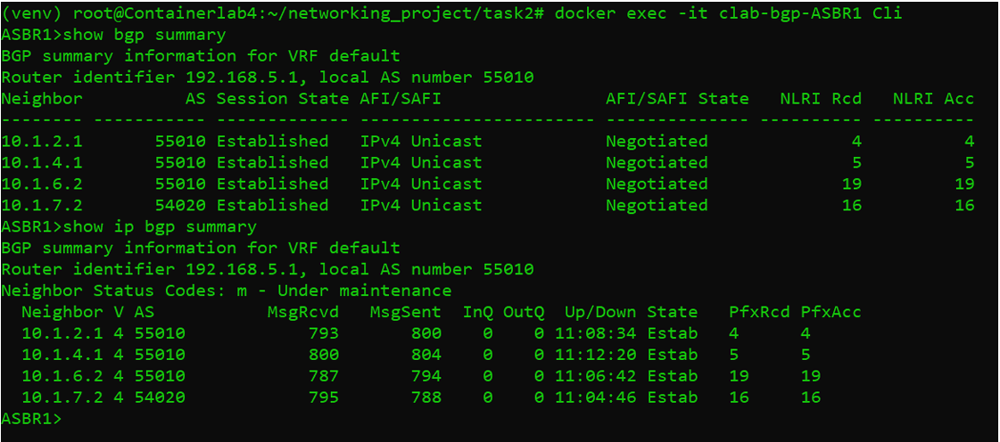 (venv) root@Containerlab4:~/networking_project/task2# docker exec -it clab-bgp-ASBR1 Cli
ASBR1>show bgp summary
BGP summary information for VRF default
Router identifier 192.168.5.1, local AS number 55010
Neighbor          AS Session State AFI/SAFI                AFI/SAFI State   NLRI Rcd   NLRI Acc
-------- ----------- ------------- ----------------------- -------------- ---------- ----------
10.1.2.1       55010 Established   IPv4 Unicast            Negotiated              4          4
10.1.4.1       55010 Established   IPv4 Unicast            Negotiated              5          5
10.1.6.2       55010 Established   IPv4 Unicast            Negotiated             19         19
10.1.7.2       54020 Established   IPv4 Unicast            Negotiated             16         16
ASBR1>show ip bgp summary
BGP summary information for VRF default
Router identifier 192.168.5.1, local AS number 55010
Neighbor Status Codes: m - Under maintenance
  Neighbor V AS           MsgRcvd   MsgSent  InQ OutQ  Up/Down State   PfxRcd PfxAcc
  10.1.2.1 4 55010            793       800    0    0 11:08:34 Estab   4      4
  10.1.4.1 4 55010            800       804    0    0 11:12:20 Estab   5      5
  10.1.6.2 4 55010            787       794    0    0 11:06:42 Estab   19     19
  10.1.7.2 4 54020            795       788    0    0 11:04:46 Estab   16     16
ASBR1>